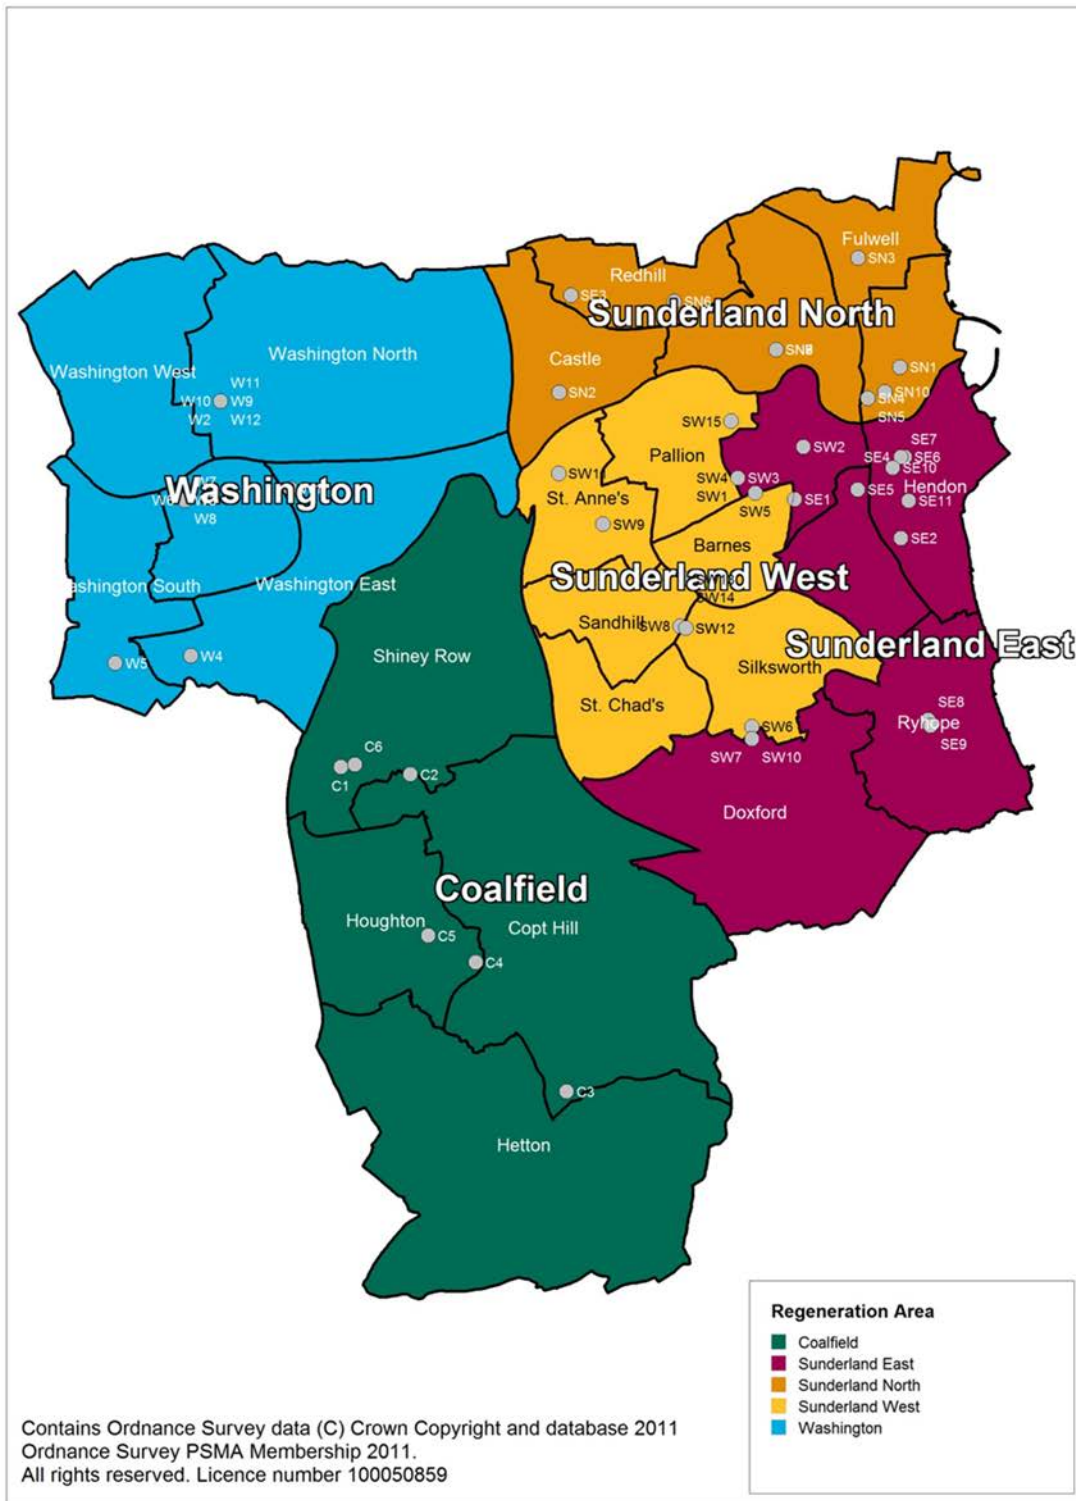 Fulwell
SN3
Redhill
SE3
SN6
Sunderland North
Washington North
Washington West
Castle
SN1
W11
W10
W9
W2
W12
SN2
SN10
SN4
SN5
SW15
Pallion
SW2
SE7
SE4
SE6
SE10
SW4
SW3
Hendon
Washington
St. Anne's
SW1
SW5
SE1
SE5
SE11
W8
SW9
SE2
Barnes
Sunderland West
SW14
Washington East
Sandhill
SW8
SW12
Sunderland East
Shiney Row
W5
W4
Silksworth
St. Chad's
SE8
Ryhope
SW6
SE9
SW7
SW10
C6
C2
C1
Doxford
Coalfield
Houghton
Copt Hill
C5
C4
C3
Hetton
Regeneration Area
Coalfield
Sunderland East
Sunderland North
Sunderland West
Washington
Contains Ordnance Survey data (C) Crown Copyright and database 2011
Ordnance Survey PSMA Membership 2011.
All rights reserved. Licence number 100050859